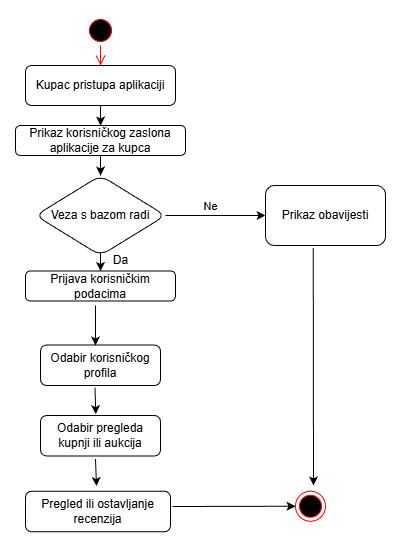 Kupac pristupa aplikaciji
Prikaz korisničkog zaslona
aplikacije za kupca
Veza s bazom radi
Ne
Prikaz obavijesti
Da
Prijava korisničkim
podacima
Odabir korisničkog
profila
Odabir pregleda
kupnji ili aukcija
Pregled ili ostavljanje
recenzija